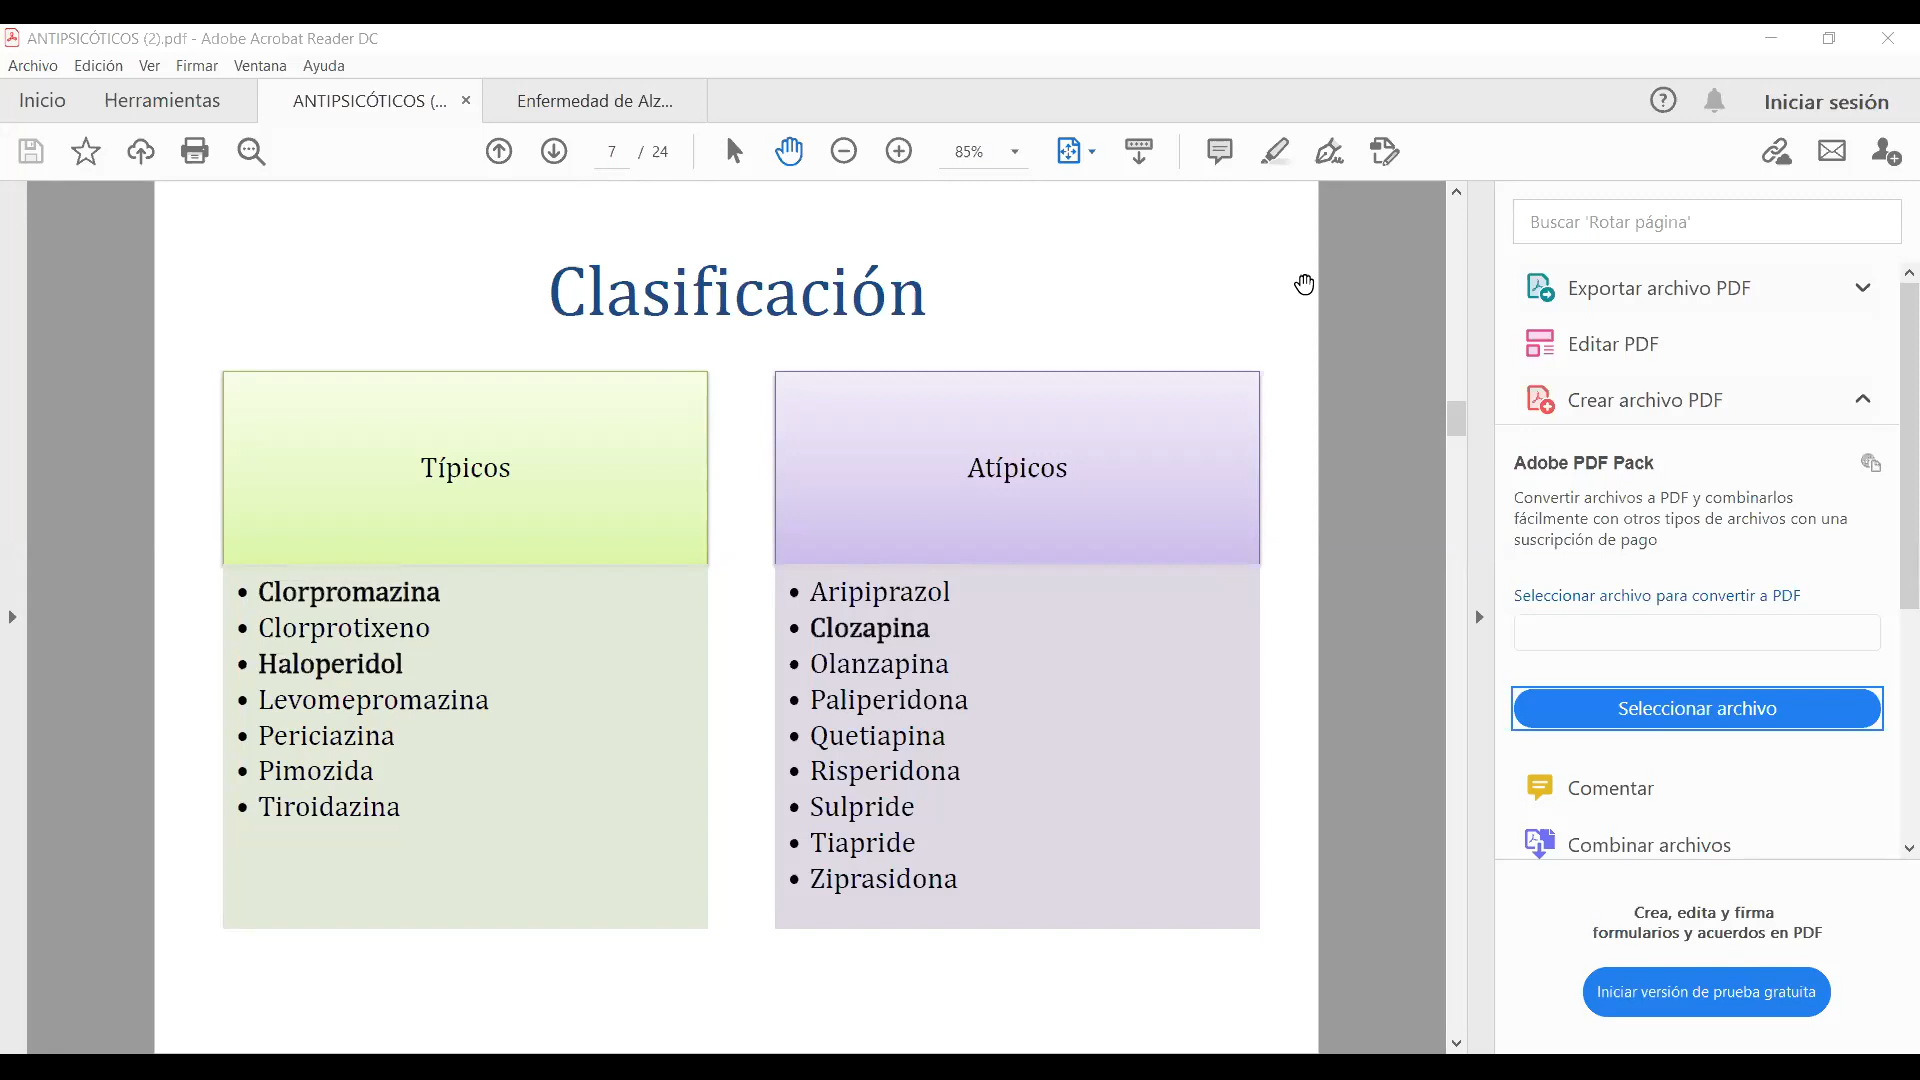 ANTIPSICÓTICOS (2).pdf - Adobe Acrobat Reader DC
Archivo Edición Ver Firmar Ventana Ayuda
Inicio Herramientas ANTIPSICÓTICOS (... × Enfermedad de Alz... Iniciar sesión
7 / 24 85%
Clasificación
Típicos
• Clorpromazina
• Clorprotixeno
• Haloperidol
• Levomepromazina
• Periciazina
• Pimozida
• Tiroidazina
Atípicos
• Aripiprazol
• Clozapina
• Olanzapina
• Paliperidona
• Quetiapina
• Risperidona
• Sulpride
• Tiapride
• Ziprasidona
Buscar 'Rotar página'
Exportar archivo PDF
Editar PDF
Crear archivo PDF
Adobe PDF Pack
Convertir archivos a PDF y combinarlos
fácilmente con otros tipos de archivos con una
suscripción de pago
Seleccionar archivo para convertir a PDF
Seleccionar archivo
Comentar
Combinar archivos
Crea, edita y firma
formularios y acuerdos en PDF
Iniciar versión de prueba gratuita